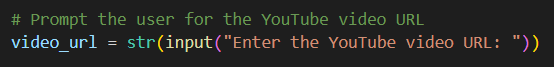 # Prompt the user for the YouTube video URL
video_url = str(input("Enter the YouTube video URL: "))